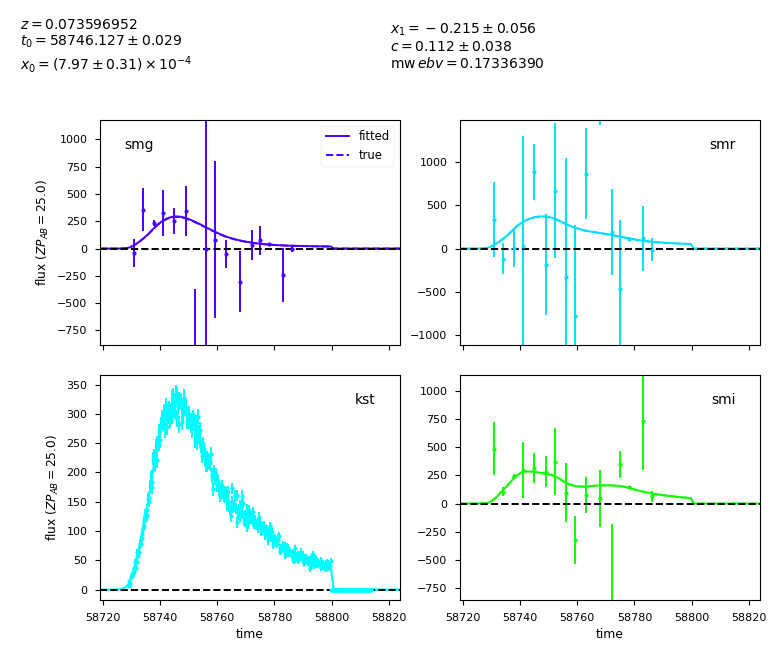 z = 0.073596952
t₀ = 58746.127 ± 0.029
x₀ = (7.97 ± 0.31) × 10⁻⁴
x₁ = −0.215 ± 0.056
c = 0.112 ± 0.038
mw ebv = 0.17336390
smg
fitted
true
1000
750
500
250
0
−250
−500
−750
flux (ZP_AB = 25.0)
smr
1000
500
0
−500
−1000
kst
350
300
250
200
150
100
50
0
flux (ZP_AB = 25.0)
58720 58740 58760 58780 58800 58820
time
smi
1000
750
500
250
0
−250
−500
−750
58720 58740 58760 58780 58800 58820
time